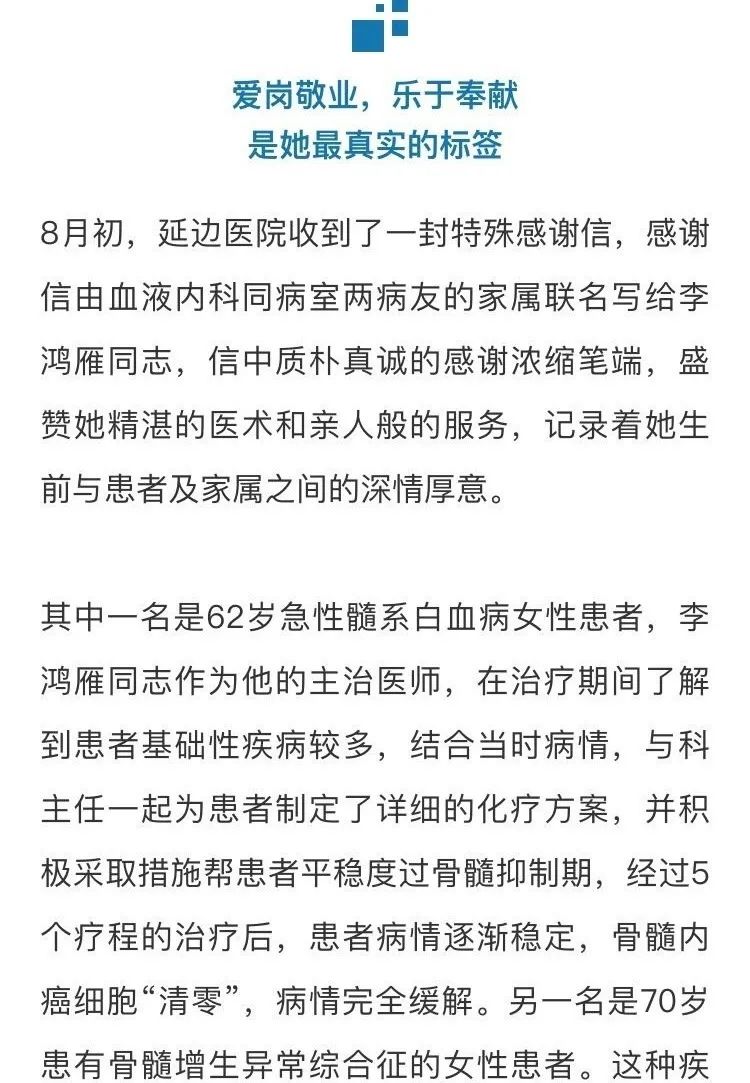 爱岗敬业，乐于奉献
是她最真实的标签
8月初，延边医院收到了一封特殊感谢信，感谢
信由血液内科同病室两病友的家属联名写给李
鸿雁同志，信中质朴真诚的感谢浓缩笔端，盛
赞她精湛的医术和亲人般的服务，记录着她生
前与患者及家属之间的深情厚意。
其中一名是62岁急性髓系白血病女性患者，李
鸿雁同志作为他的主治医师，在治疗期间了解
到患者基础性疾病较多，结合当时病情，与科
主任一起为患者制定了详细的化疗方案，并积
极采取措施帮患者平稳度过骨髓抑制期，经过5
个疗程的治疗后，患者病情逐渐稳定，骨髓内
癌细胞“清零”，病情完全缓解。另一名是70岁
患有骨髓增生异常综合征的女性患者。这种疾